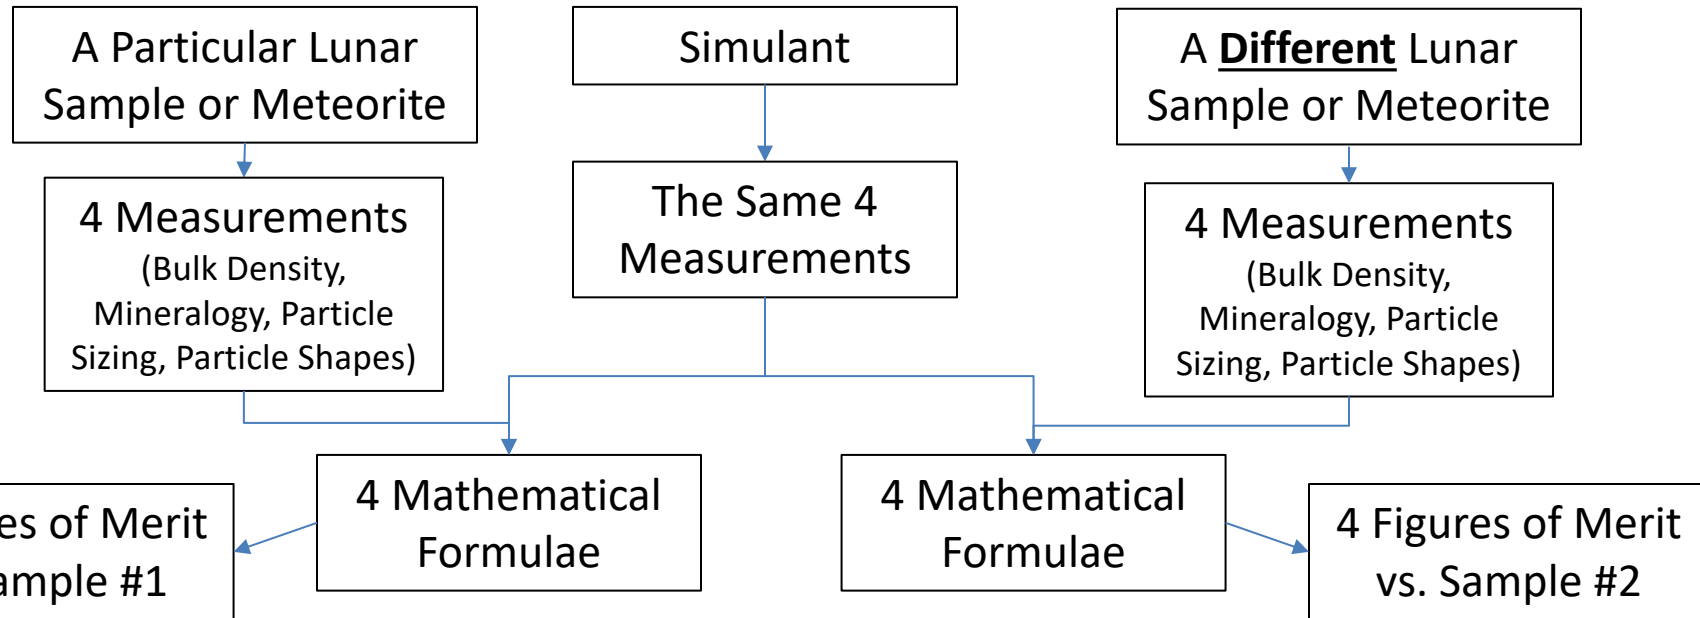 A Particular Lunar
Sample or Meteorite
Simulant
A Different Lunar
Sample or Meteorite
4 Measurements
(Bulk Density,
Mineralogy, Particle
Sizing, Particle Shapes)
The Same 4
Measurements
4 Measurements
(Bulk Density,
Mineralogy, Particle
Sizing, Particle Shapes)
of Merit
#1
4 Mathematical
Formulae
4 Mathematical
Formulae
4 Figures of Merit
vs. Sample #2